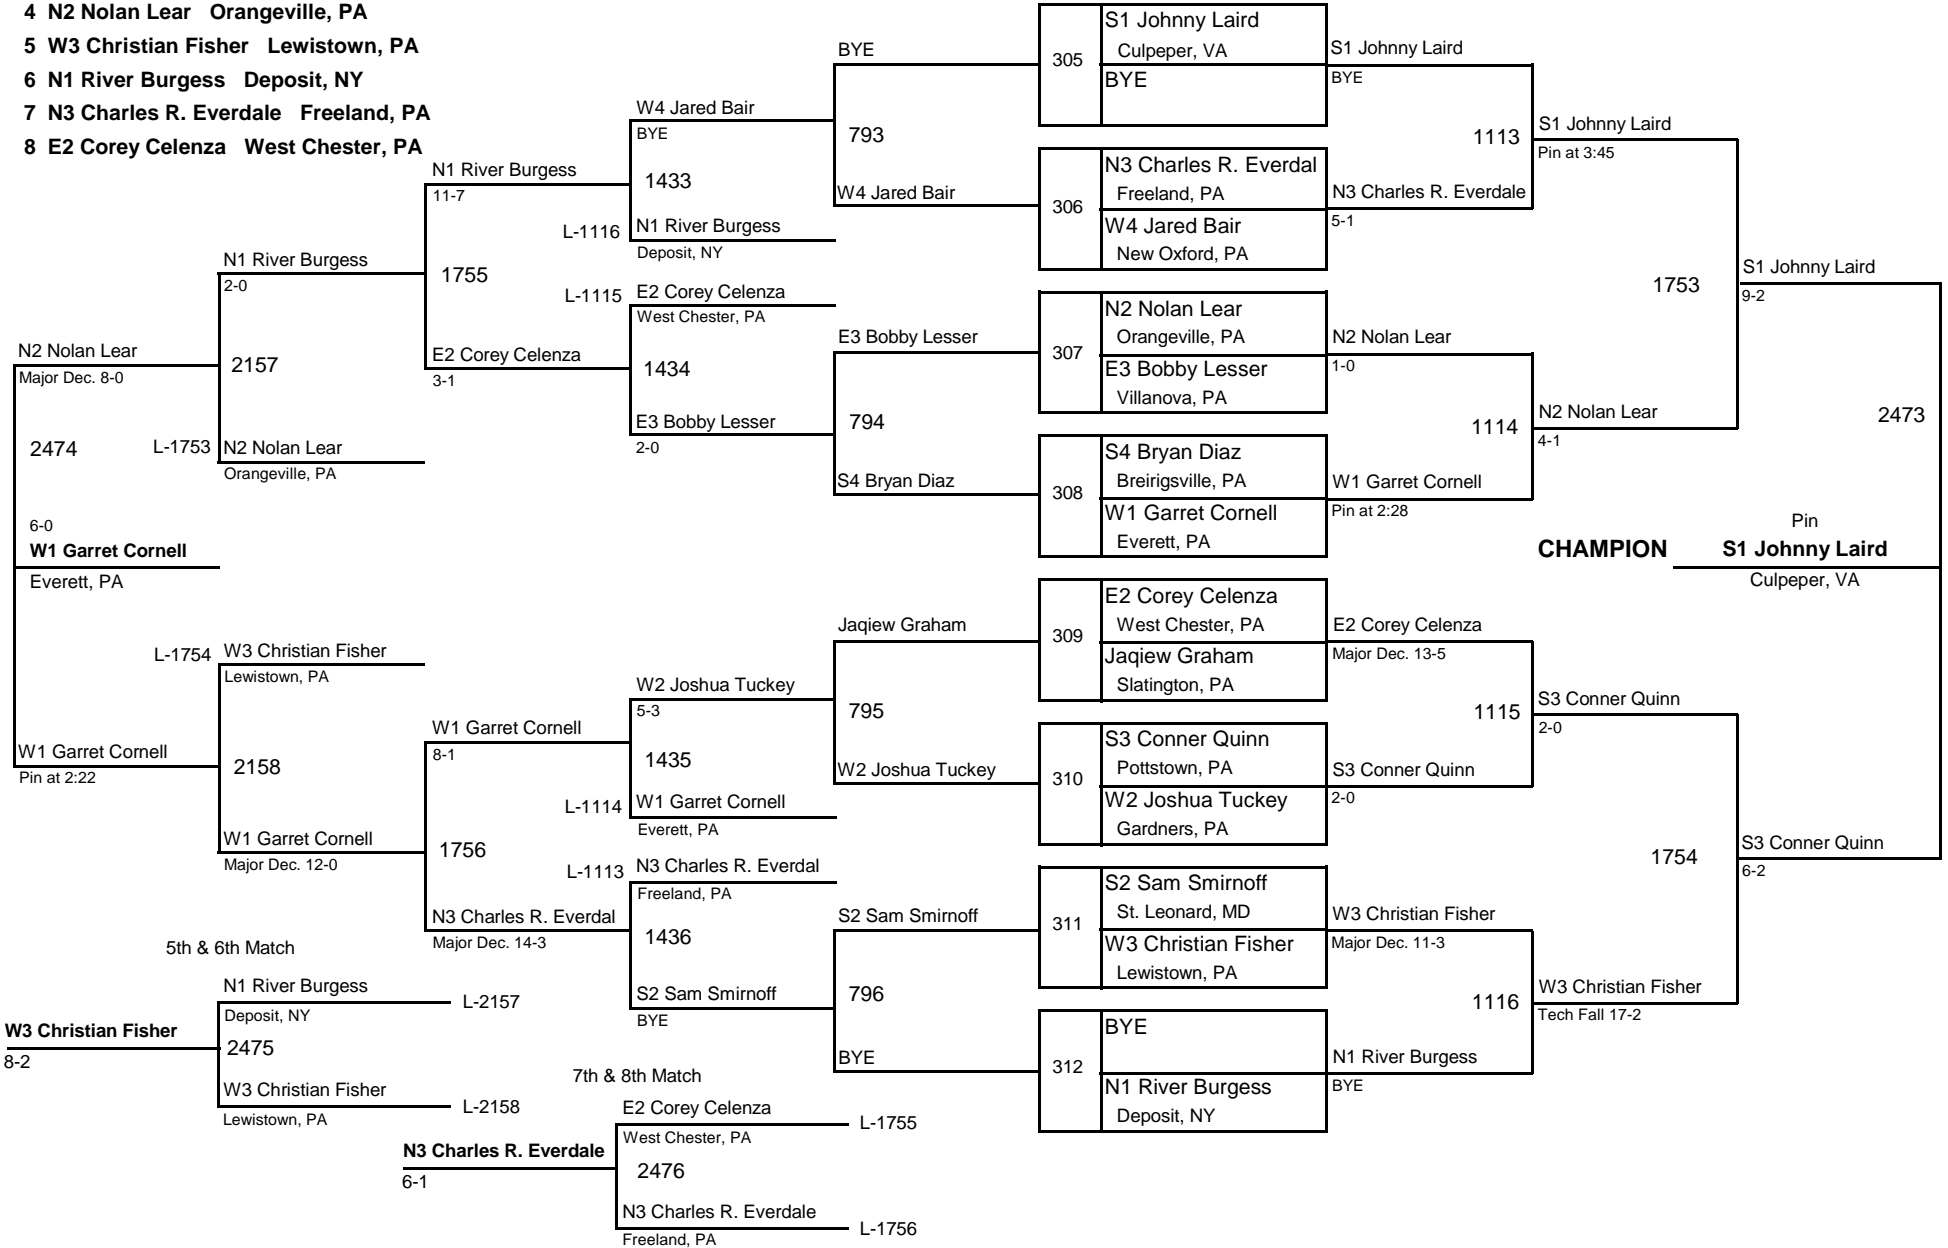 4 N2 Nolan Lear Orangeville, PA
5 W3 Christian Fisher Lewistown, PA
6 N1 River Burgess Deposit, NY
7 N3 Charles R. Everdale Freeland, PA
8 E2 Corey Celenza West Chester, PA
N2 Nolan Lear
Major Dec. 8-0
2474
6-0
W1 Garret Cornell
Everett, PA
W1 Garret Cornell
Pin at 2:22
N1 River Burgess
2-0
2157
L-1753 N2 Nolan Lear
Orangeville, PA
L-1754 W3 Christian Fisher
Lewistown, PA
2158
W1 Garret Cornell
Major Dec. 12-0
N1 River Burgess
11-7
1755
E2 Corey Celenza
3-1
W1 Garret Cornell
8-1
1756
N3 Charles R. Everdal
Major Dec. 14-3
W4 Jared Bair
BYE
1433
L-1116 N1 River Burgess
Deposit, NY
L-1115 E2 Corey Celenza
West Chester, PA
1434
E3 Bobby Lesser
2-0
W2 Joshua Tuckey
5-3
1435
L-1114 W1 Garret Cornell
Everett, PA
L-1113 N3 Charles R. Everdal
Freeland, PA
1436
S2 Sam Smirnoff
BYE
BYE
793
W4 Jared Bair
E3 Bobby Lesser
794
S4 Bryan Diaz
Jaqiew Graham
795
W2 Joshua Tuckey
S2 Sam Smirnoff
796
BYE
305
S1 Johnny Laird
Culpeper, VA
BYE
306
N3 Charles R. Everdal
Freeland, PA
W4 Jared Bair
New Oxford, PA
307
N2 Nolan Lear
Orangeville, PA
E3 Bobby Lesser
Villanova, PA
308
S4 Bryan Diaz
Breirigsville, PA
W1 Garret Cornell
Everett, PA
309
E2 Corey Celenza
West Chester, PA
Jaqiew Graham
Slatington, PA
310
S3 Conner Quinn
Pottstown, PA
W2 Joshua Tuckey
Gardners, PA
311
S2 Sam Smirnoff
St. Leonard, MD
W3 Christian Fisher
Lewistown, PA
312
BYE
N1 River Burgess
Deposit, NY
S1 Johnny Laird
BYE
1113
N3 Charles R. Everdale
5-1
N2 Nolan Lear
1-0
1114
W1 Garret Cornell
Pin at 2:28
E2 Corey Celenza
Major Dec. 13-5
1115
S3 Conner Quinn
2-0
W3 Christian Fisher
Major Dec. 11-3
1116
N1 River Burgess
BYE
S1 Johnny Laird
Pin at 3:45
1753
N2 Nolan Lear
4-1
S3 Conner Quinn
2-0
1754
W3 Christian Fisher
Tech Fall 17-2
S1 Johnny Laird
9-2
2473
S3 Conner Quinn
6-2
Pin
CHAMPION S1 Johnny Laird
Culpeper, VA
5th & 6th Match
N1 River Burgess L-2157
Deposit, NY
W3 Christian Fisher
8-2
2475
W3 Christian Fisher L-2158
Lewistown, PA
7th & 8th Match
E2 Corey Celenza L-1755
West Chester, PA
N3 Charles R. Everdale
6-1
2476
N3 Charles R. Everdale L-1756
Freeland, PA